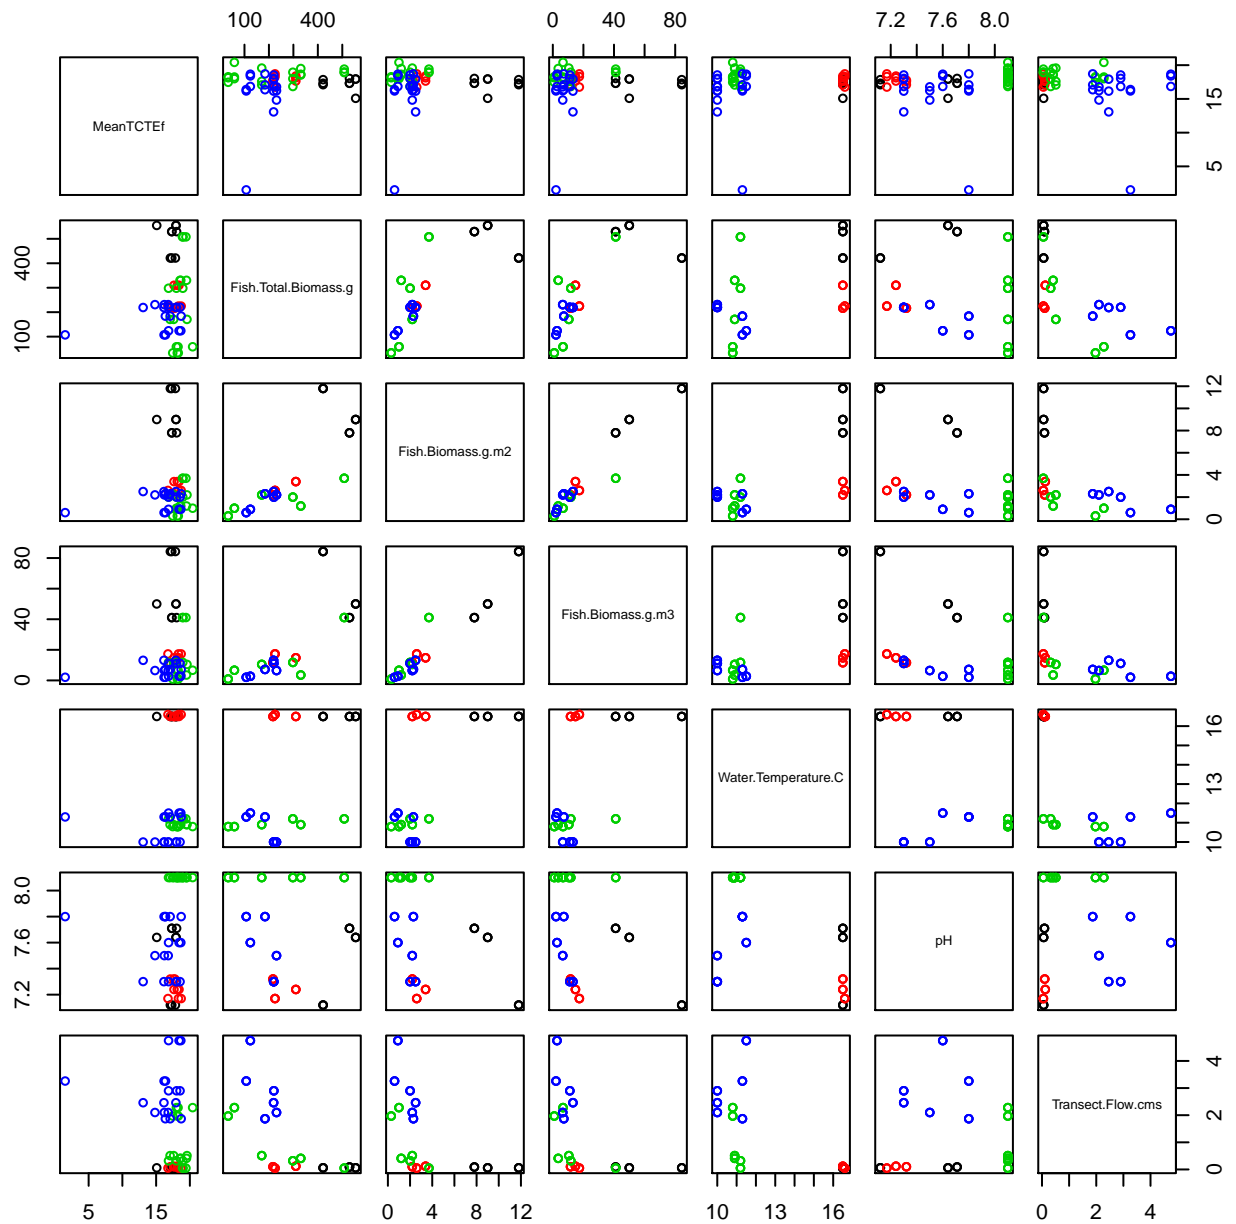 100 400
0 40 80
7.2 7.6 8.0
MeanTCTEf
5 15
100 400
Fish.Total.Biomass.g
Fish.Biomass.g.m2
0 4 8 12
0 40 80
Fish.Biomass.g.m3
Water.Temperature.C
10 13 16
7.2 7.6 8.0
pH
Transect.Flow.cms
0 2 4
5 15
0 4 8 12
10 13 16
0 2 4